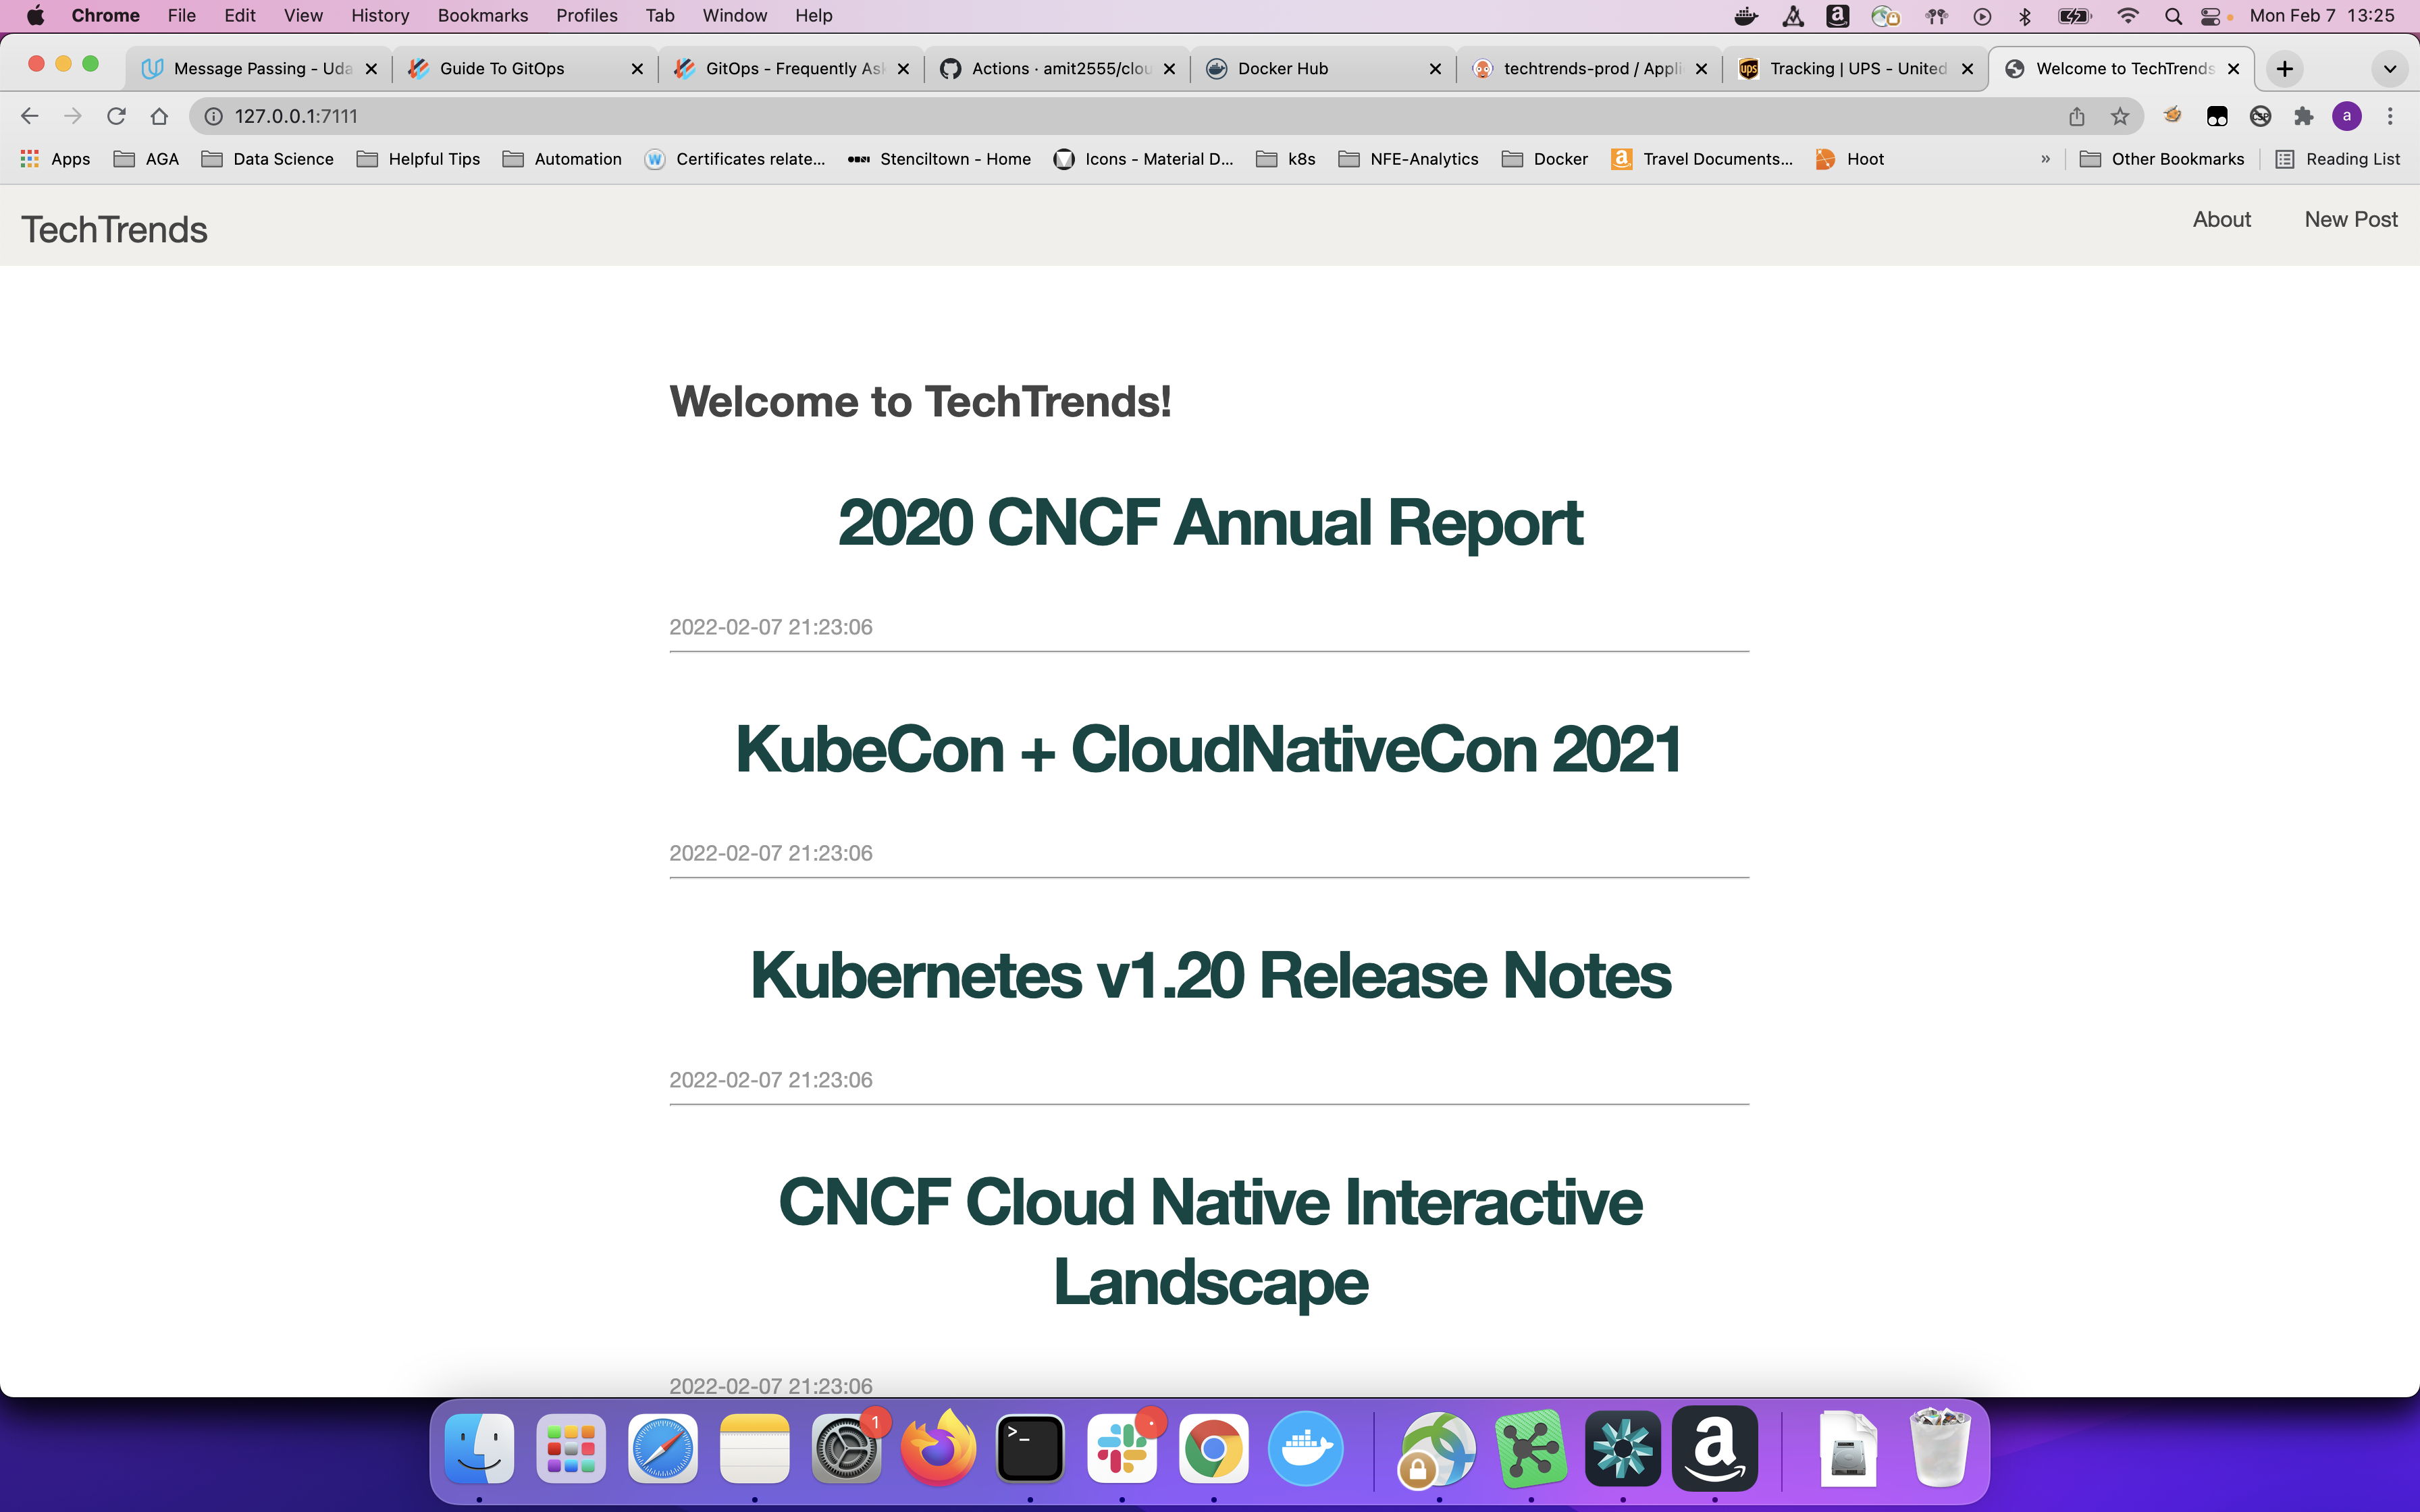 Chrome File Edit View History Bookmarks Profiles Tab Window Help Mon Feb 7 13:25
Message Passing - Uda Guide To GitOps GitOps - Frequently Ask Actions · amit2555/clou Docker Hub techtrends-prod / Appli Tracking | UPS - United Welcome to TechTrends
127.0.0.1:7111 a
Apps AGA Data Science Helpful Tips Automation Certificates relate... Stenciltown - Home Icons - Material D... k8s NFE-Analytics Docker Travel Documents... Hoot » Other Bookmarks Reading List
TechTrends About New Post
Welcome to TechTrends!
2020 CNCF Annual Report
2022-02-07 21:23:06
KubeCon + CloudNativeCon 2021
2022-02-07 21:23:06
Kubernetes v1.20 Release Notes
2022-02-07 21:23:06
CNCF Cloud Native Interactive
Landscape
2022-02-07 21:23:06
1